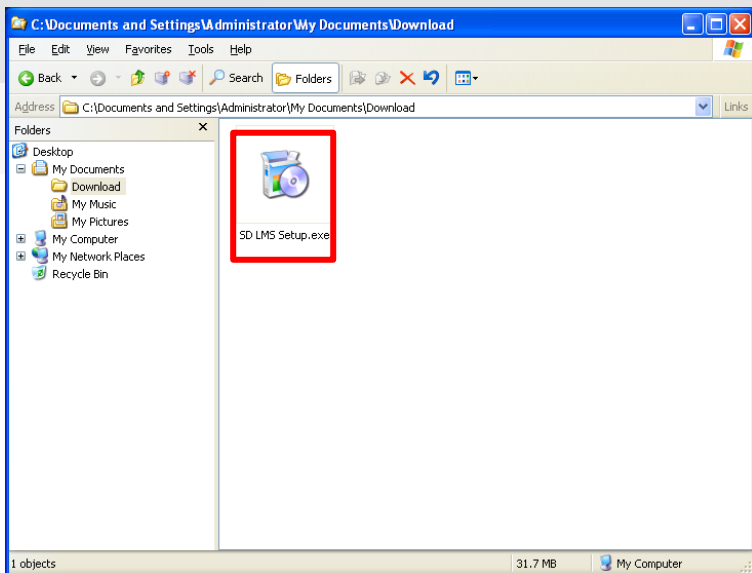 C:\Documents and Settings\Administrator\My Documents\Download
File Edit View Favorites Tools Help
Back Search Folders
Address C:\Documents and Settings\Administrator\My Documents\Download Links
Folders
Desktop
My Documents
Download
My Music
My Pictures
My Computer
My Network Places
Recycle Bin
SD LMS Setup.exe
1 objects 31.7 MB My Computer